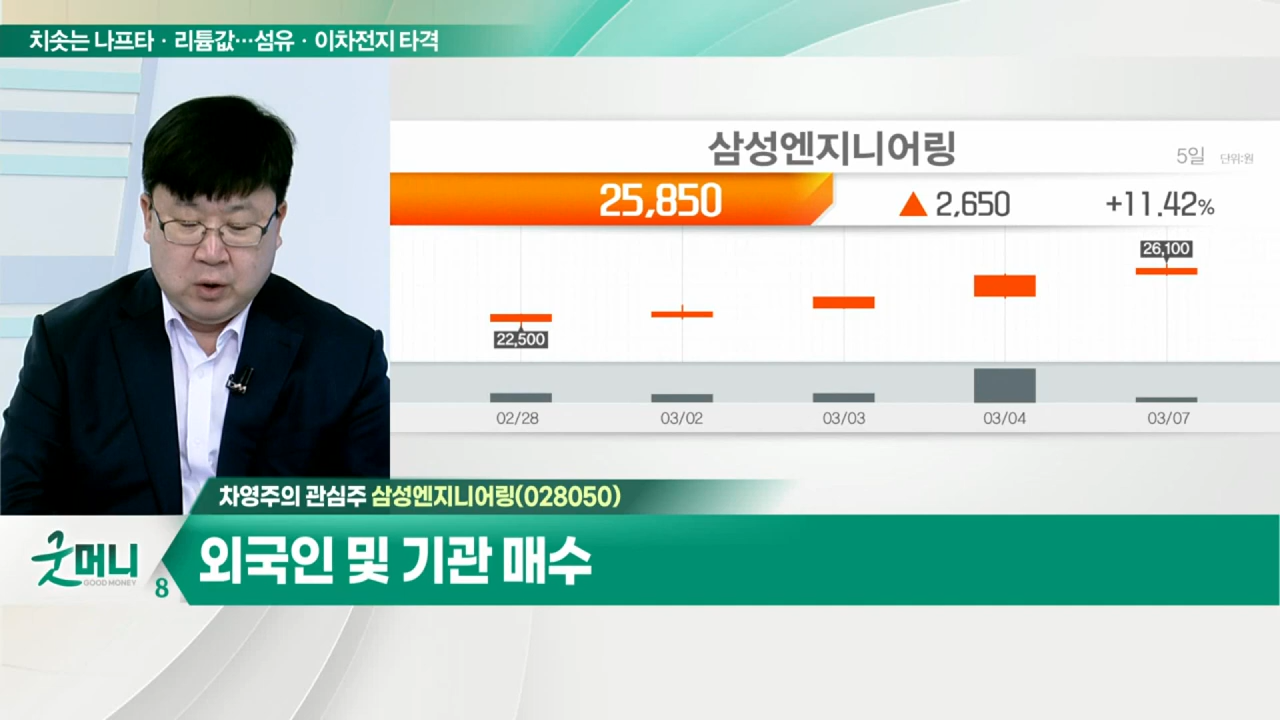 치솟는 나프타·리튬값…섬유·이차전지 타격
삼성엔지니어링
5일 단위:원
25,850 ▲ 2,650 +11.42%
26,100
22,500
02/28 03/02 03/03 03/04 03/07
차영주의 관심주 삼성엔지니어링(028050)
굿머니
GOOD MONEY
8
외국인 및 기관 매수